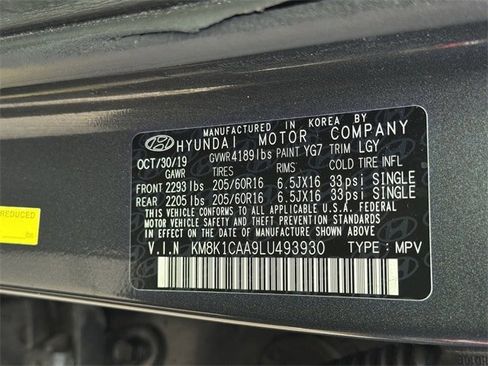 MANUFACTURED IN KOREA BY
HYUNDAI MOTOR COMPANY
OCT/30/19 GVWR4189lbs PAINT YG7 TRIM LGY
GAWR TIRES RIMS COLD TIRE INFL
FRONT 2293lbs 205/60R16 6.5JX16 33psi SINGLE
REAR 2205lbs 205/60R16 6.5JX16 33psi SINGLE
THIS VEHICLE CONFORMS TO ALL APPLICABLE FEDERAL
MOTOR VEHICLE SAFETY, BUMPER, AND THEFT PREVENTION
STANDARDS IN EFFECT ON THE DATE OF MANUFACTURE
SHOWN ABOVE.
V.I.N KM8K1CAA9LU493930 TYPE : MPV
REDUCED